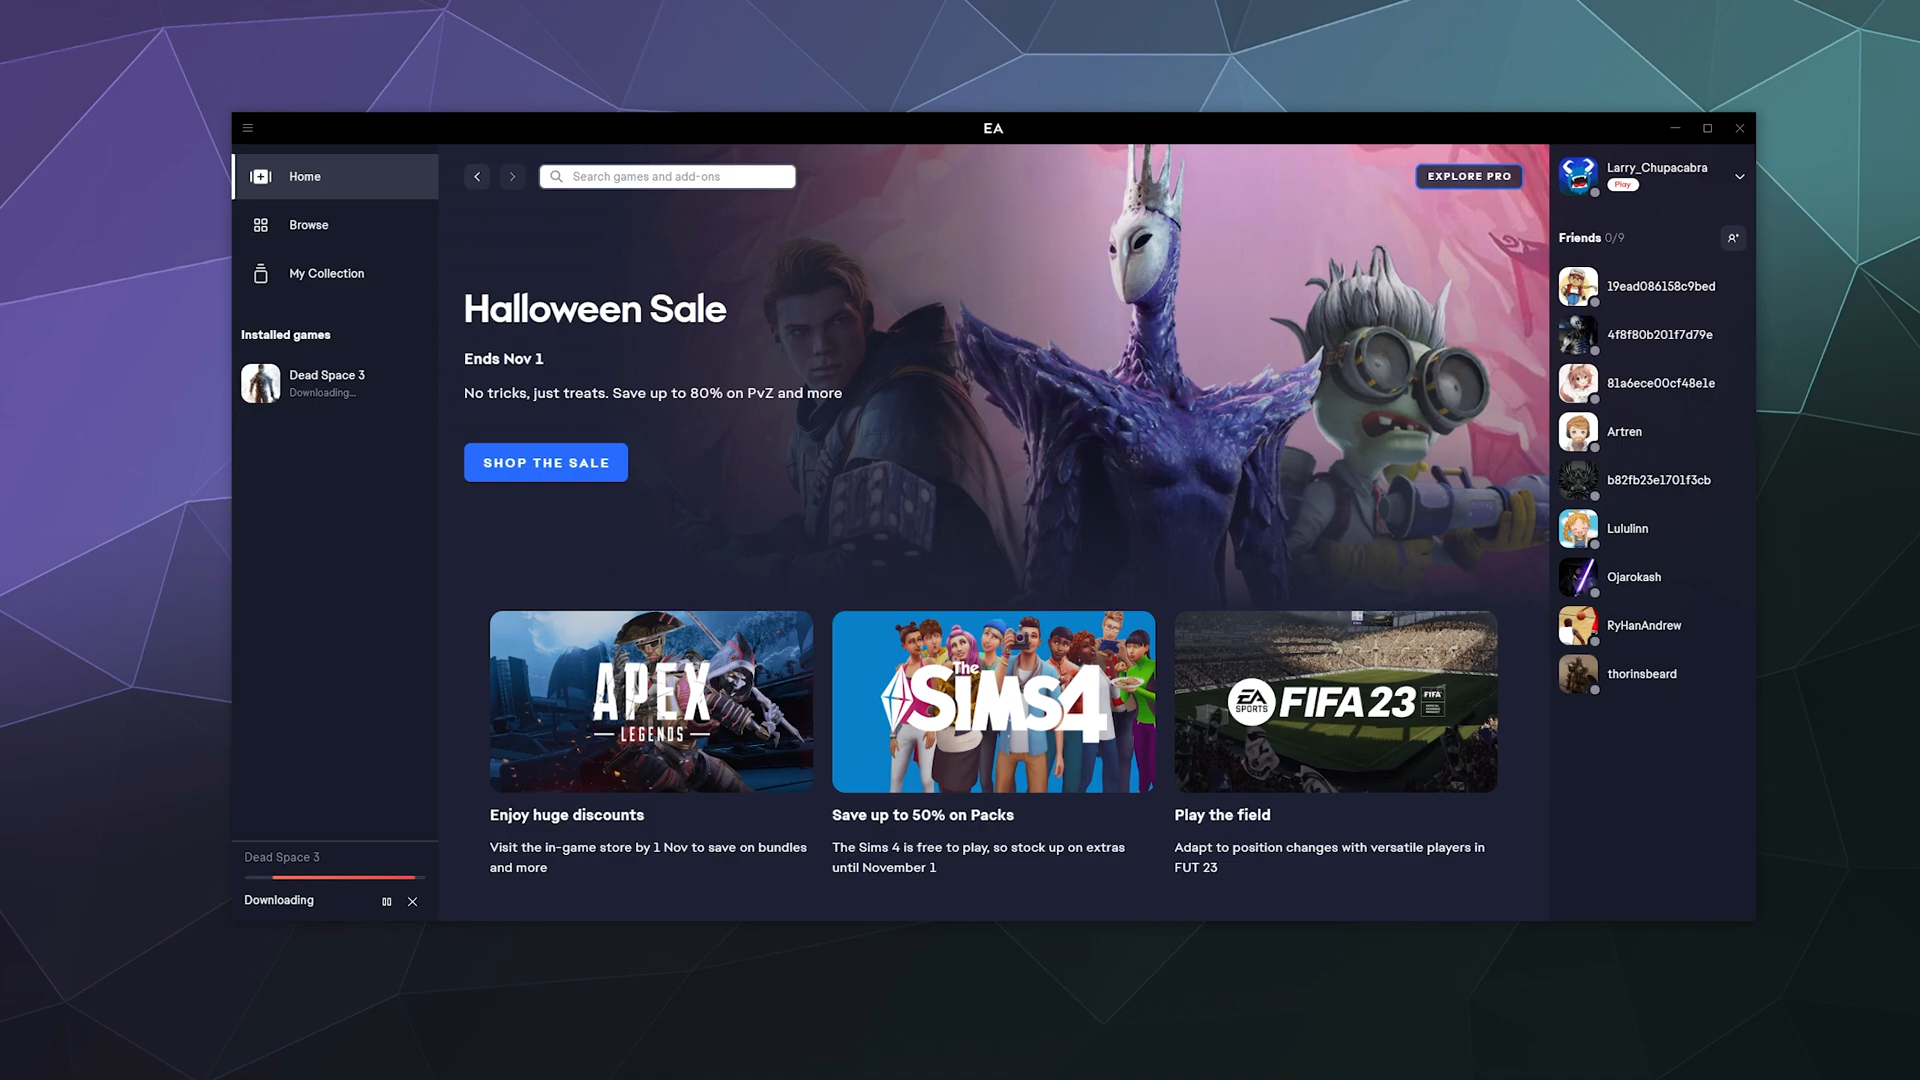 EA
Home
Browse
My Collection
Installed games
Dead Space 3
Downloading...
Dead Space 3
Downloading
Search games and add-ons
EXPLORE PRO
Halloween Sale
Ends Nov 1
No tricks, just treats. Save up to 80% on PvZ and more
SHOP THE SALE
APEX
LEGENDS
Enjoy huge discounts
Visit the in-game store by 1 Nov to save on bundles
and more
The
SIMS4
Save up to 50% on Packs
The Sims 4 is free to play, so stock up on extras
until November 1
EA
SPORTS
FIFA 23
FIFA
Play the field
Adapt to position changes with versatile players in
FUT 23
Larry_Chupacabra
Play
Friends 0/9
19ead086158c9bed
4f8f80b201f7d79e
81a6ece00cf48e1e
Artren
b82fb23e1701f3cb
Lululinn
Ojarokash
RyHanAndrew
thorinsbeard